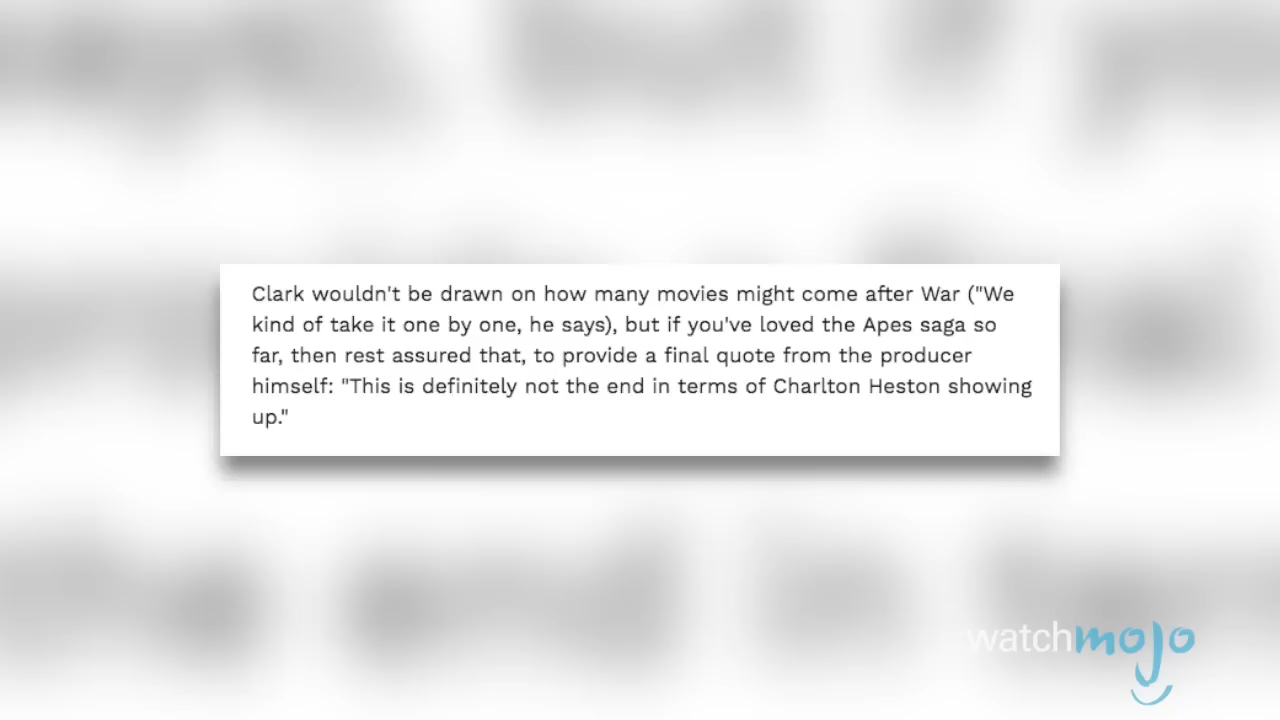 Clark wouldn't be drawn on how many movies might come after War ("We
kind of take it one by one, he says), but if you've loved the Apes saga so
far, then rest assured that, to provide a final quote from the producer
himself: "This is definitely not the end in terms of Charlton Heston showing
up."
watchmojo